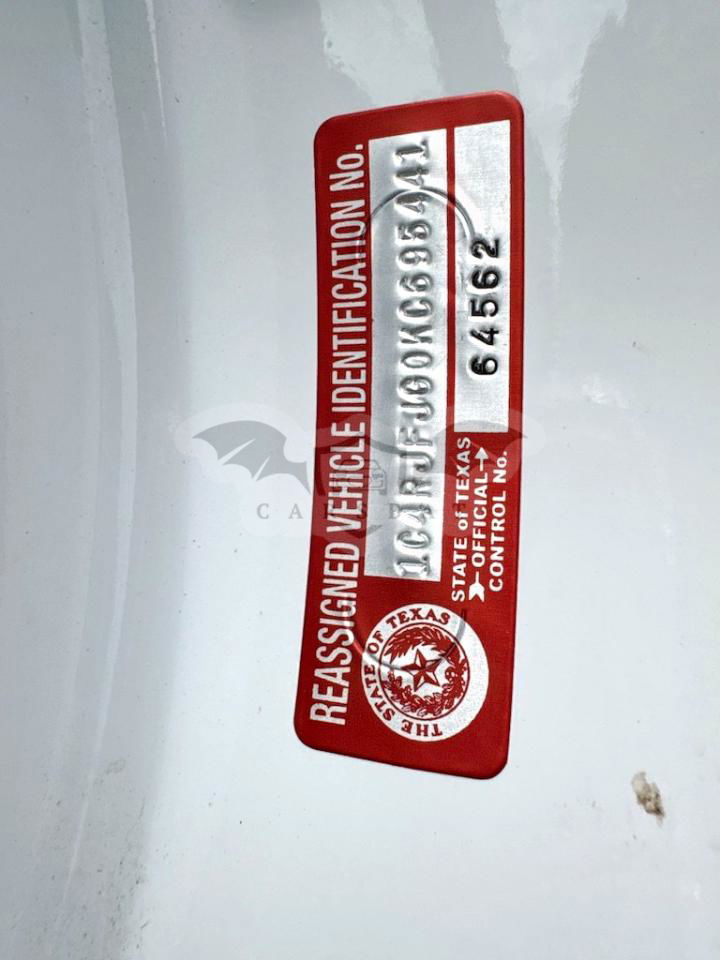 REASSIGNED VEHICLE IDENTIFICATION No.
1C4RJFJG0KC695441
STATE of TEXAS
OFFICIAL
CONTROL No.
64562
THE STATE OF TEXAS